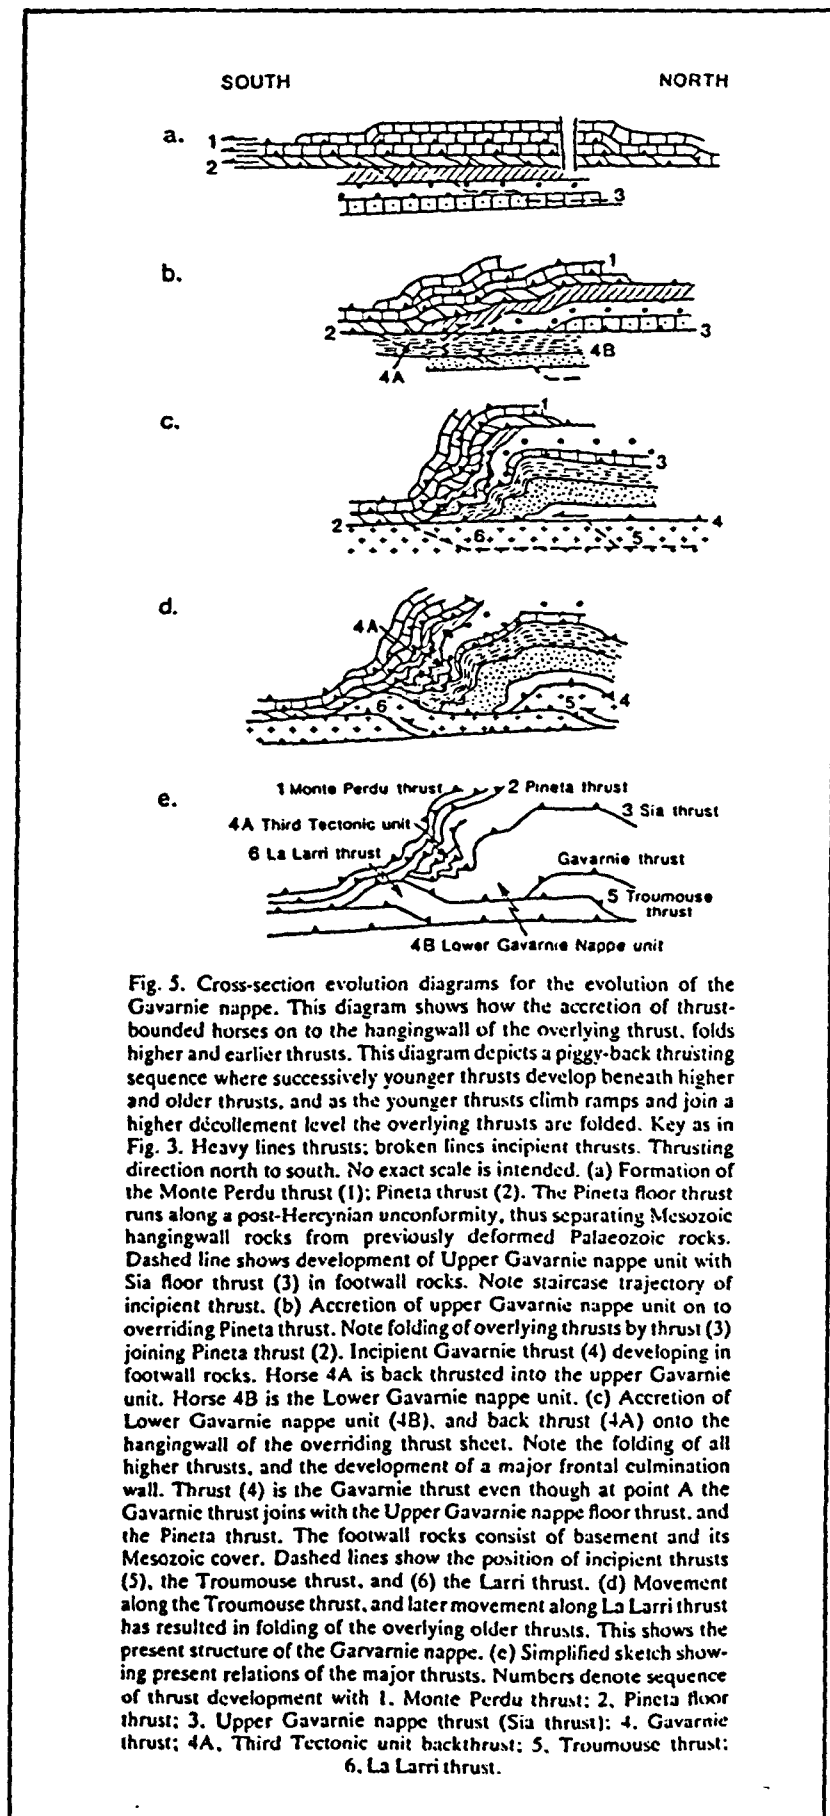 SOUTH NORTH
a.
1
2
3
b.
1
2
3
4A
4B
c.
1
3
2
4
6
5
d.
4A
6
5
4
e.
1 Monte Perdu thrust
2 Pineta thrust
3 Sia thrust
4A Third Tectonic unit
6 La Larri thrust
Gavarnie thrust
5 Troumouse
thrust
4B Lower Gavarnie Nappe unit
Fig. 5. Cross-section evolution diagrams for the evolution of the
Gavarnie nappe. This diagram shows how the accretion of thrust-
bounded horses on to the hangingwall of the overlying thrust, folds
higher and earlier thrusts. This diagram depicts a piggy-back thrusting
sequence where successively younger thrusts develop beneath higher
and older thrusts, and as the younger thrusts climb ramps and join a
higher décollement level the overlying thrusts are folded. Key as in
Fig. 3. Heavy lines thrusts; broken lines incipient thrusts. Thrusting
direction north to south. No exact scale is intended. (a) Formation of
the Monte Perdu thrust (1); Pineta thrust (2). The Pineta floor thrust
runs along a post-Hercynian unconformity, thus separating Mesozoic
hangingwall rocks from previously deformed Palaeozoic rocks.
Dashed line shows development of Upper Gavarnie nappe unit with
Sia floor thrust (3) in footwall rocks. Note staircase trajectory of
incipient thrust. (b) Accretion of upper Gavarnie nappe unit on to
overriding Pineta thrust. Note folding of overlying thrusts by thrust (3)
joining Pineta thrust (2). Incipient Gavarnie thrust (4) developing in
footwall rocks. Horse 4A is back thrusted into the upper Gavarnie
unit. Horse 4B is the Lower Gavarnie nappe unit. (c) Accretion of
Lower Gavarnie nappe unit (4B), and back thrust (4A) onto the
hangingwall of the overriding thrust sheet. Note the folding of all
higher thrusts, and the development of a major frontal culmination
wall. Thrust (4) is the Gavarnie thrust even though at point A the
Gavarnie thrust joins with the Upper Gavarnie nappe floor thrust, and
the Pineta thrust. The footwall rocks consist of basement and its
Mesozoic cover. Dashed lines show the position of incipient thrusts
(5), the Troumouse thrust, and (6) the Larri thrust. (d) Movement
along the Troumouse thrust, and later movement along La Larri thrust
has resulted in folding of the overlying older thrusts. This shows the
present structure of the Garvarnie nappe. (e) Simplified sketch show-
ing present relations of the major thrusts. Numbers denote sequence
of thrust development with 1. Monte Perdu thrust; 2, Pineta floor
thrust; 3. Upper Gavarnie nappe thrust (Sia thrust); 4. Gavarnie
thrust; 4A, Third Tectonic unit backthrust; 5. Troumouse thrust;
6. La Larri thrust.